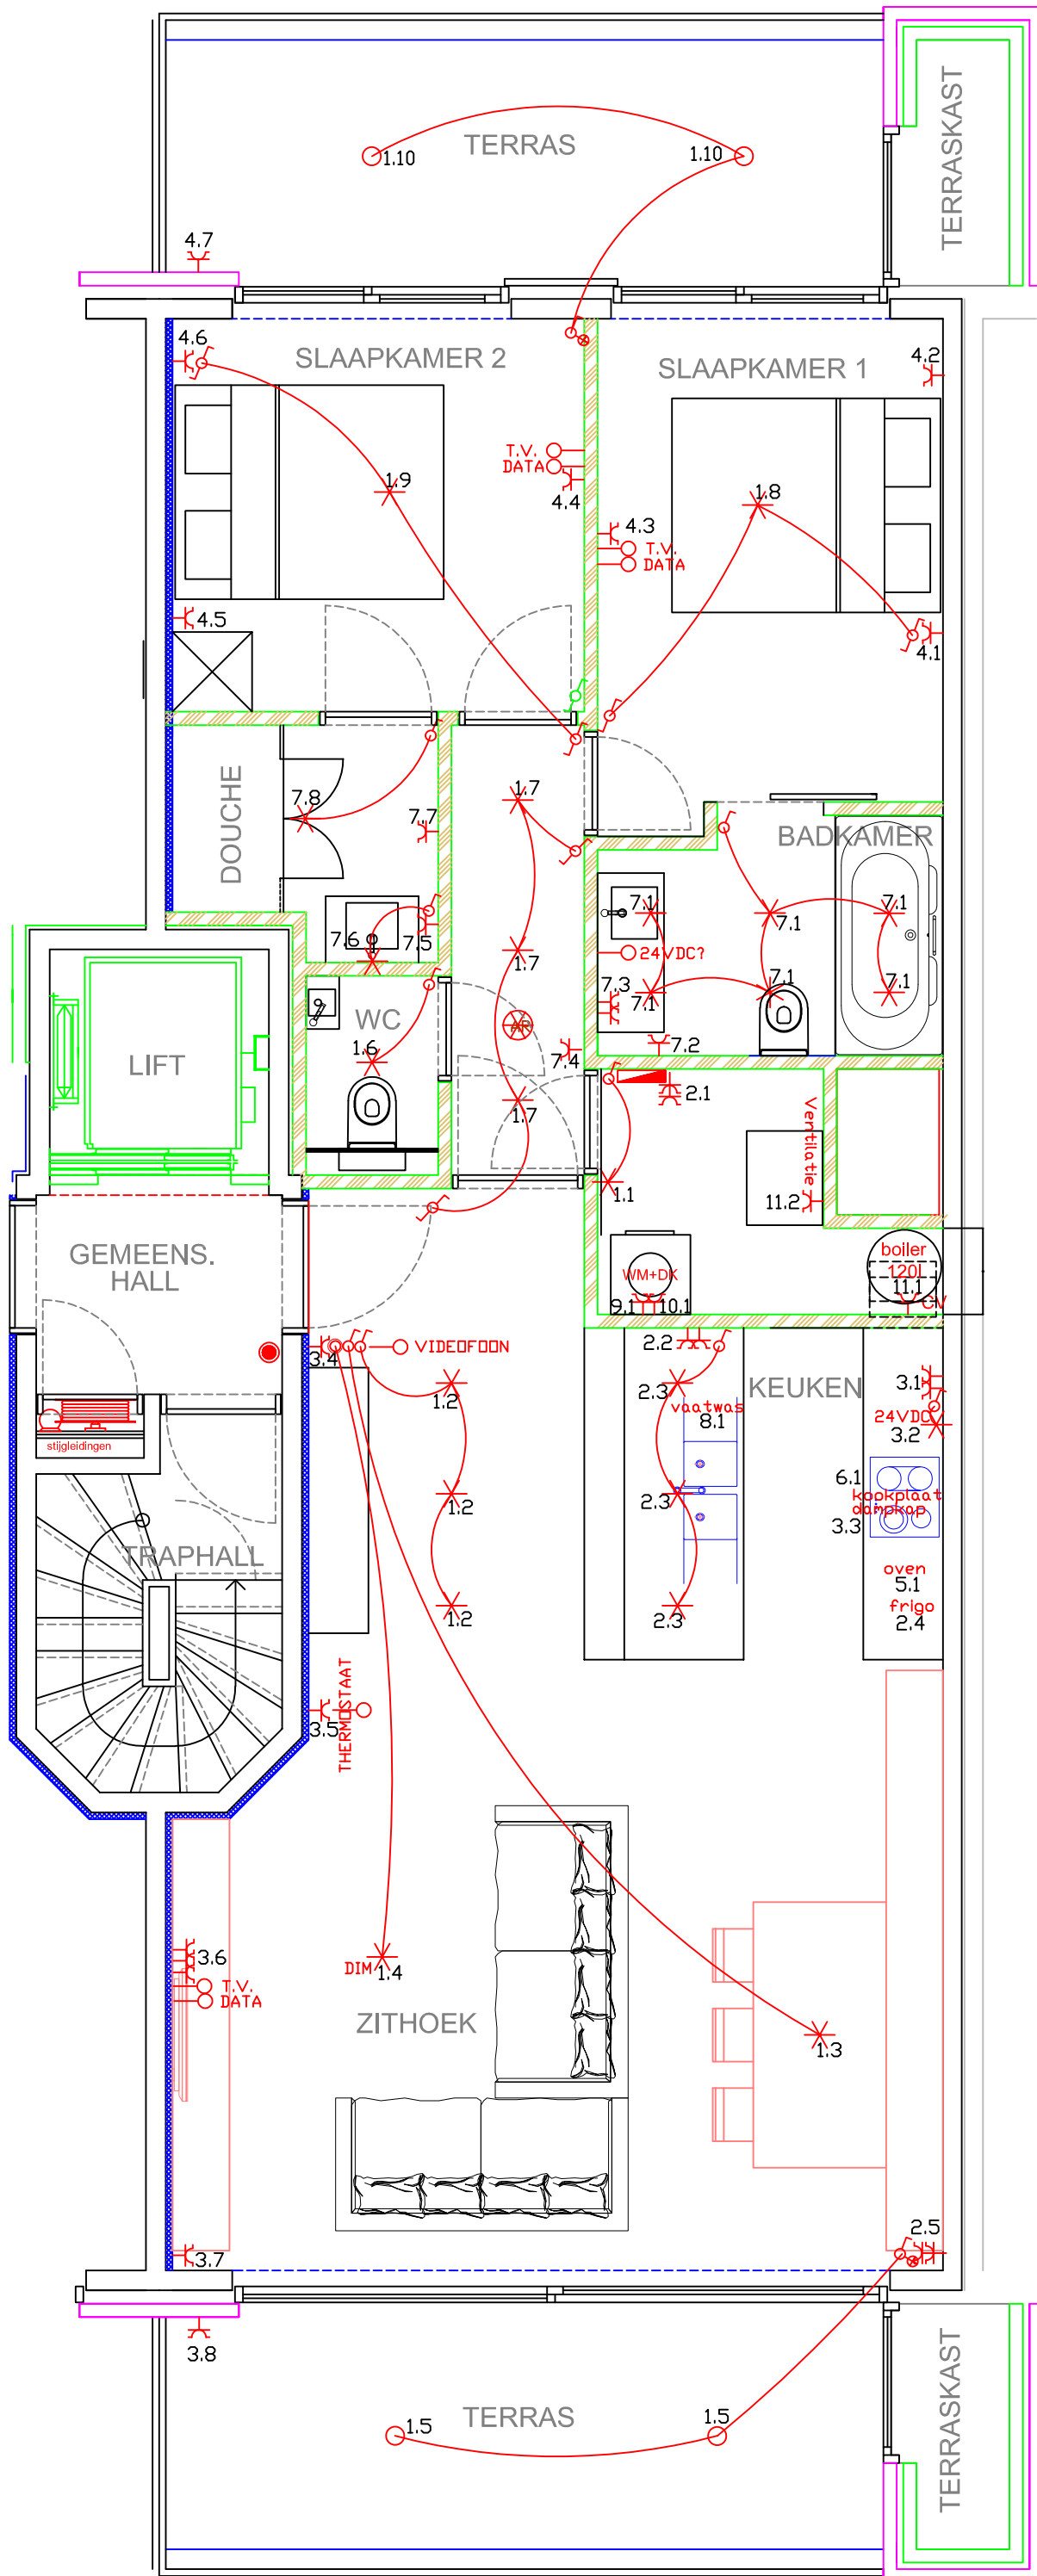 TERRAS
TERRASKAST
1.10
1.10
4.7
4.6
SLAAPKAMER 2
SLAAPKAMER 1
4.2
T.V.
DATA
1.9
4.4
1.8
4.3
T.V.
DATA
4.5
4.1
DOUCHE
7.8
7.7
1.7
BADKAMER
7.6
7.5
1.7
7.1
7.1
7.1
24VDC?
7.3
7.1
7.1
7.1
WC
1.6
AR
7.4
7.2
LIFT
1.7
2.1
Ventilatie
1.1
11.2
GEMEENS.
HALL
boiler
120l
11.1
CV
WM+DK
9.1
10.1
3.4
VIDEOFOON
2.2
1.2
2.3
KEUKEN
3.1
vaatwas
8.1
24VDC
3.2
stijgleidingen
1.2
2.3
6.1
kookplaat
dampkap
3.3
TRAPHALL
oven
5.1
frigo
2.4
1.2
2.3
3.5
THERMOSTAAT
3.6
T.V.
DATA
DIM
1.4
ZITHOEK
1.3
3.7
2.5
3.8
TERRAS
1.5
1.5
TERRASKAST